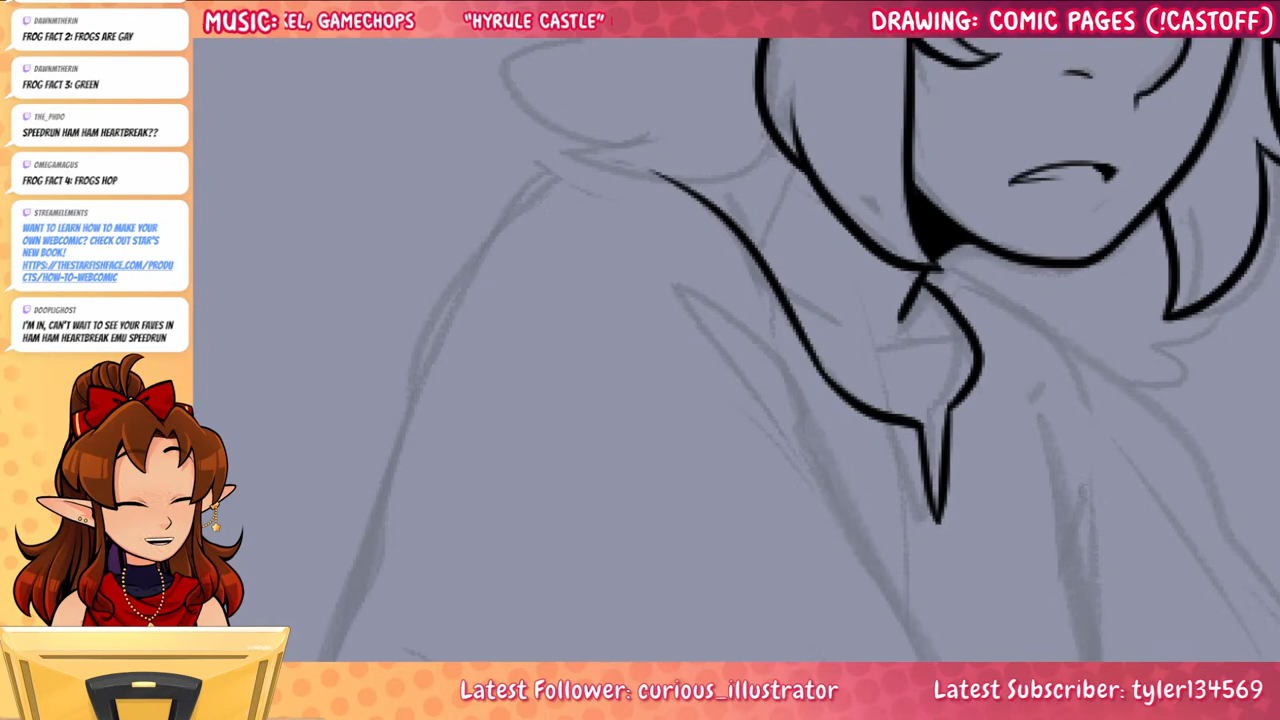 MUSIC: KEL, GAMECHOPS "HYRULE CASTLE"
DRAWING: COMIC PAGES (!CASTOFF)
DAWNMTHERIN
FROG FACT 2: FROGS ARE GAY
DAWNMTHERIN
FROG FACT 3: GREEN
THE_PHDO
SPEEDRUN HAM HAM HEARTBREAK??
OMEGAMAGUS
FROG FACT 4: FROGS HOP
STREAMELEMENTS
WANT TO LEARN HOW TO MAKE YOUR
OWN WEBCOMIC? CHECK OUT STAR'S
NEW BOOK!
HTTPS://THESTARFISHFACE.COM/PRODU
CTS/HOW-TO-WEBCOMIC
DOOPLIGHOST
I'M IN, CAN'T WAIT TO SEE YOUR FAVES IN
HAM HAM HEARTBREAK EMU SPEEDRUN
Latest Follower: curious_illustrator
Latest Subscriber: tyler134569